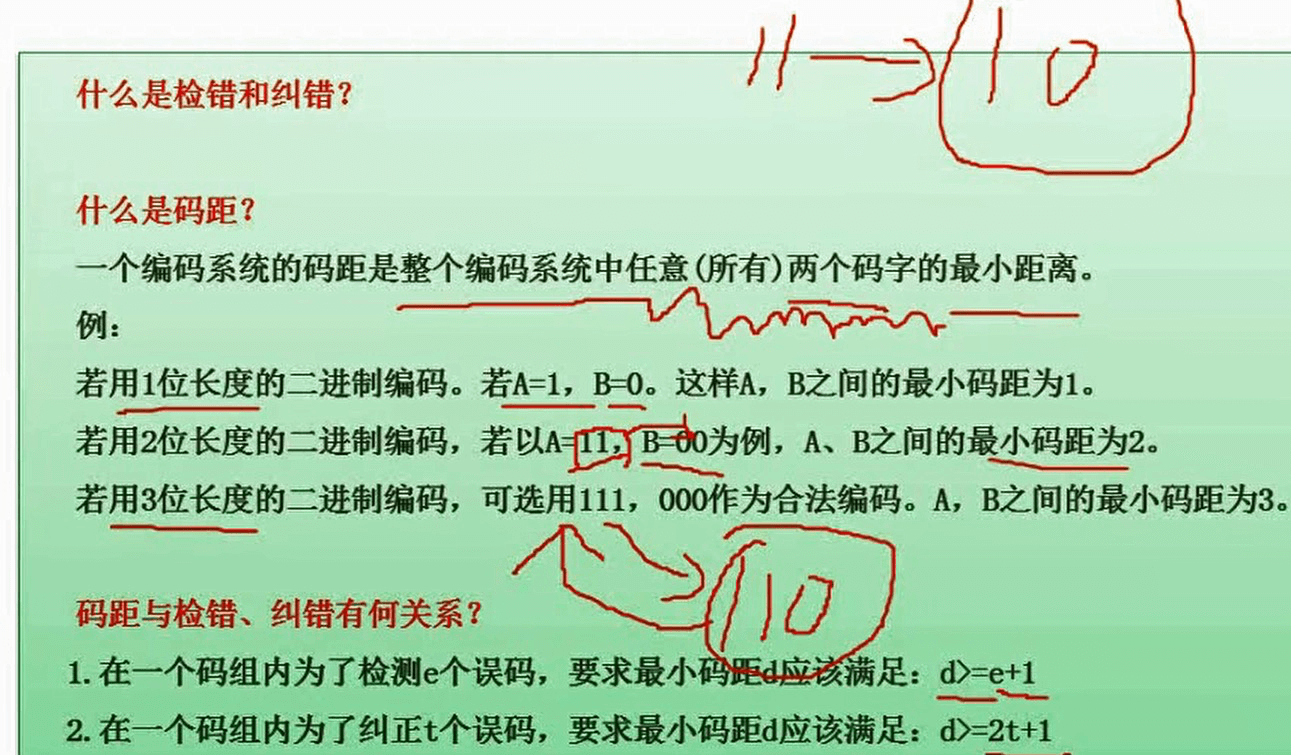 11 → 10
什么是检错和纠错?
什么是码距?
一个编码系统的码距是整个编码系统中任意(所有)两个码字的最小距离。
例:
若用1位长度的二进制编码。若A=1，B=0。这样A，B之间的最小码距为1。
若用2位长度的二进制编码，若以A=11，B=00为例，A、B之间的最小码距为2。
若用3位长度的二进制编码，可选用111，000作为合法编码。A，B之间的最小码距为3。
110
码距与检错、纠错有何关系?
1.在一个码组内为了检测e个误码，要求最小码距d应该满足：d>=e+1
2.在一个码组内为了纠正t个误码，要求最小码距d应该满足：d>=2t+1